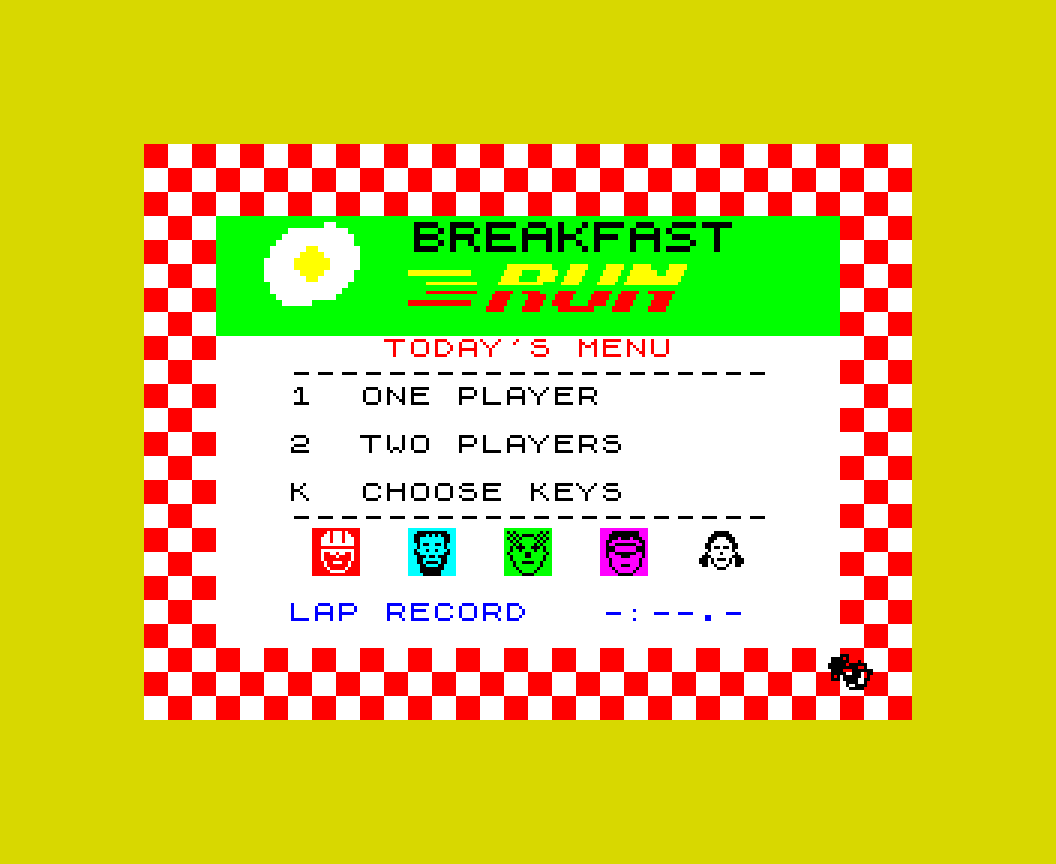 BREAKFAST
RUN
TODAY'S MENU
--------------------
1 ONE PLAYER
2 TWO PLAYERS
K CHOOSE KEYS
--------------------
LAP RECORD -:--.-